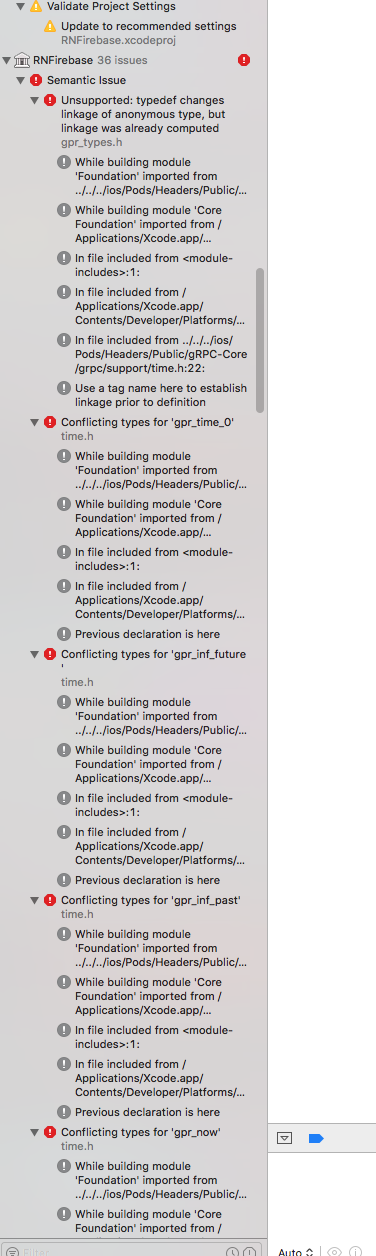 Validate Project Settings
Update to recommended settings
RNFirebase.xcodeproj
RNFirebase 36 issues
Semantic Issue
Unsupported: typedef changes
linkage of anonymous type, but
linkage was already computed
gpr_types.h
While building module
'Foundation' imported from
../../../ios/Pods/Headers/Public/...
While building module 'Core
Foundation' imported from /
Applications/Xcode.app/...
In file included from <module-
includes>:1:
In file included from /
Applications/Xcode.app/
Contents/Developer/Platforms/...
In file included from ../../../ios/
Pods/Headers/Public/gRPC-Core
/grpc/support/time.h:22:
Use a tag name here to establish
linkage prior to definition
Conflicting types for 'gpr_time_0'
time.h
While building module
'Foundation' imported from
../../../ios/Pods/Headers/Public/...
While building module 'Core
Foundation' imported from /
Applications/Xcode.app/...
In file included from <module-
includes>:1:
In file included from /
Applications/Xcode.app/
Contents/Developer/Platforms/...
Previous declaration is here
Conflicting types for 'gpr_inf_future
'
time.h
While building module
'Foundation' imported from
../../../ios/Pods/Headers/Public/...
While building module 'Core
Foundation' imported from /
Applications/Xcode.app/...
In file included from <module-
includes>:1:
In file included from /
Applications/Xcode.app/
Contents/Developer/Platforms/...
Previous declaration is here
Conflicting types for 'gpr_inf_past'
time.h
While building module
'Foundation' imported from
../../../ios/Pods/Headers/Public/...
While building module 'Core
Foundation' imported from /
Applications/Xcode.app/...
In file included from <module-
includes>:1:
In file included from /
Applications/Xcode.app/
Contents/Developer/Platforms/...
Previous declaration is here
Conflicting types for 'gpr_now'
time.h
While building module
'Foundation' imported from
../../../ios/Pods/Headers/Public/...
While building module 'Core
Foundation' imported from /
Filter
Auto